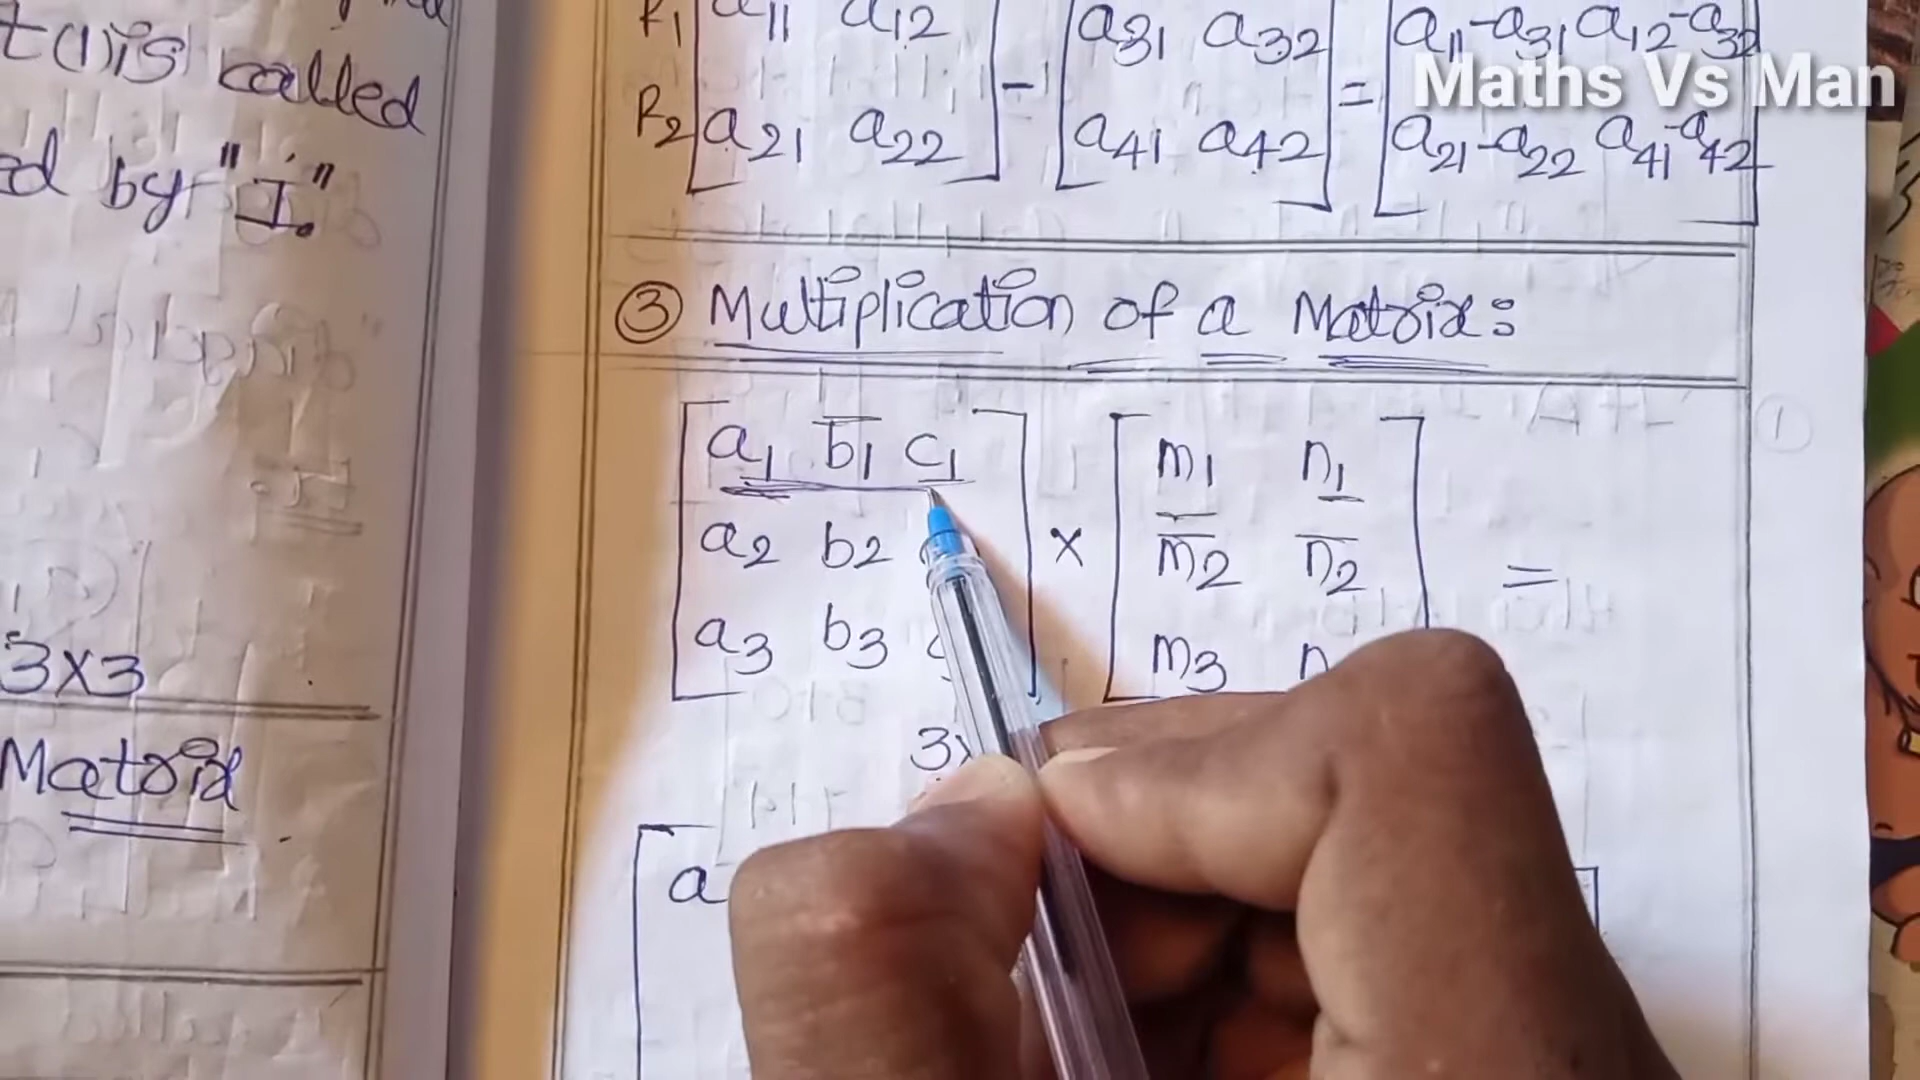 t(1)is called
d by "I."
3x3
Matrix
R1 a11 a12 a31 a32 a11-a31 a12-a32
Maths Vs Man
R2 a21 a22 - a41 a42 = a21-a22 a41-a42
③ Multiplication of a Matrix:
a1 b1 c1 m1 n1
a2 b2 x m2 n2 =
a3 b3 m3 n
3x
a